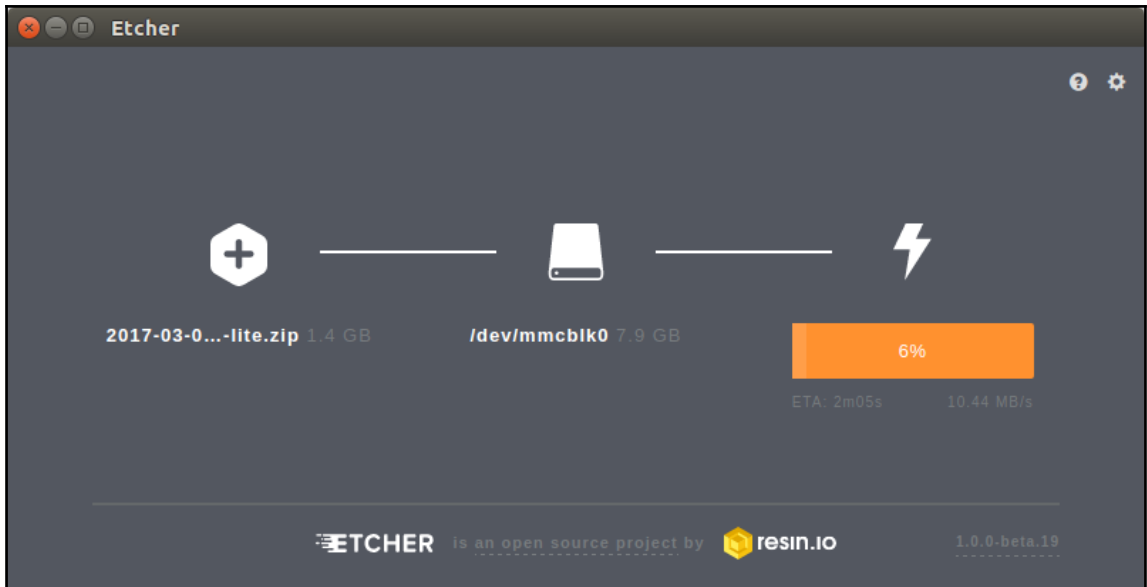 Etcher
2017-03-0...-lite.zip 1.4 GB
/dev/mmcblk0 7.9 GB
6%
ETA: 2m05s 10.44 MB/s
ETCHER is an open source project by resin.io 1.0.0-beta.19